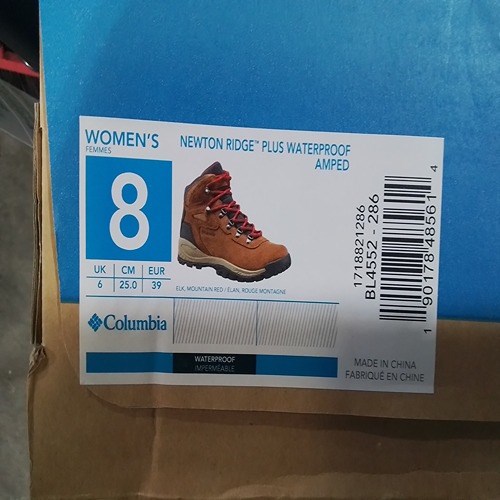 WOMEN'S
FEMMES
8
UK CM EUR
6 25.0 39
Columbia
NEWTON RIDGE™ PLUS WATERPROOF
AMPED
ELK, MOUNTAIN RED / ÉLAN, ROUGE MONTAGNE
WATERPROOF
IMPERMÉABLE
1718821286
BL4552 - 286
1 90178 48561 4
MADE IN CHINA
FABRIQUÉ EN CHINE